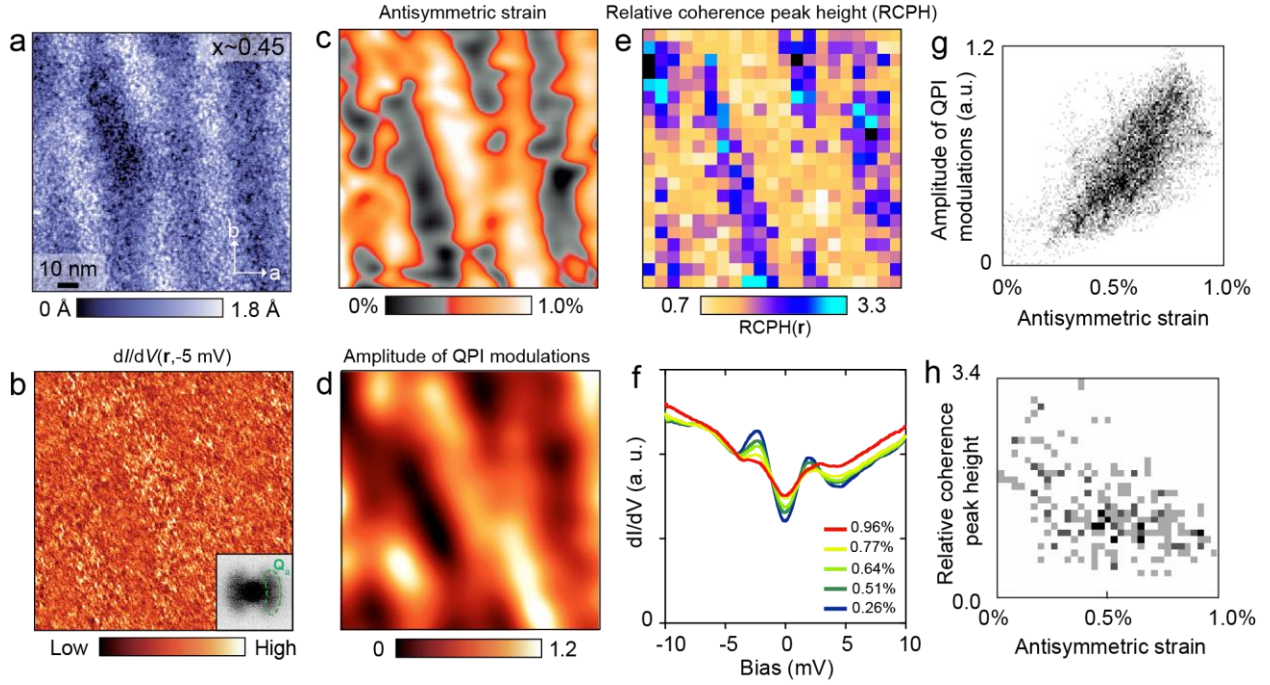 a
x~0.45
b
a
10 nm
0 Å
1.8 Å
Antisymmetric strain
c
0%
1.0%
Relative coherence peak height (RCPH)
e
0.7
3.3
RCPH(r)
g
1.2
Amplitude of QPI
modulations (a.u.)
0
0%
0.5%
1.0%
Antisymmetric strain
dI/dV(r,-5 mV)
b
Qa
Low
High
Amplitude of QPI modulations
d
0
1.2
f
dI/dV (a. u.)
0
0.96%
0.77%
0.64%
0.51%
0.26%
-10
-5
0
5
10
Bias (mV)
h
3.4
Relative coherence
peak height
0.0
0%
0.5%
1.0%
Antisymmetric strain